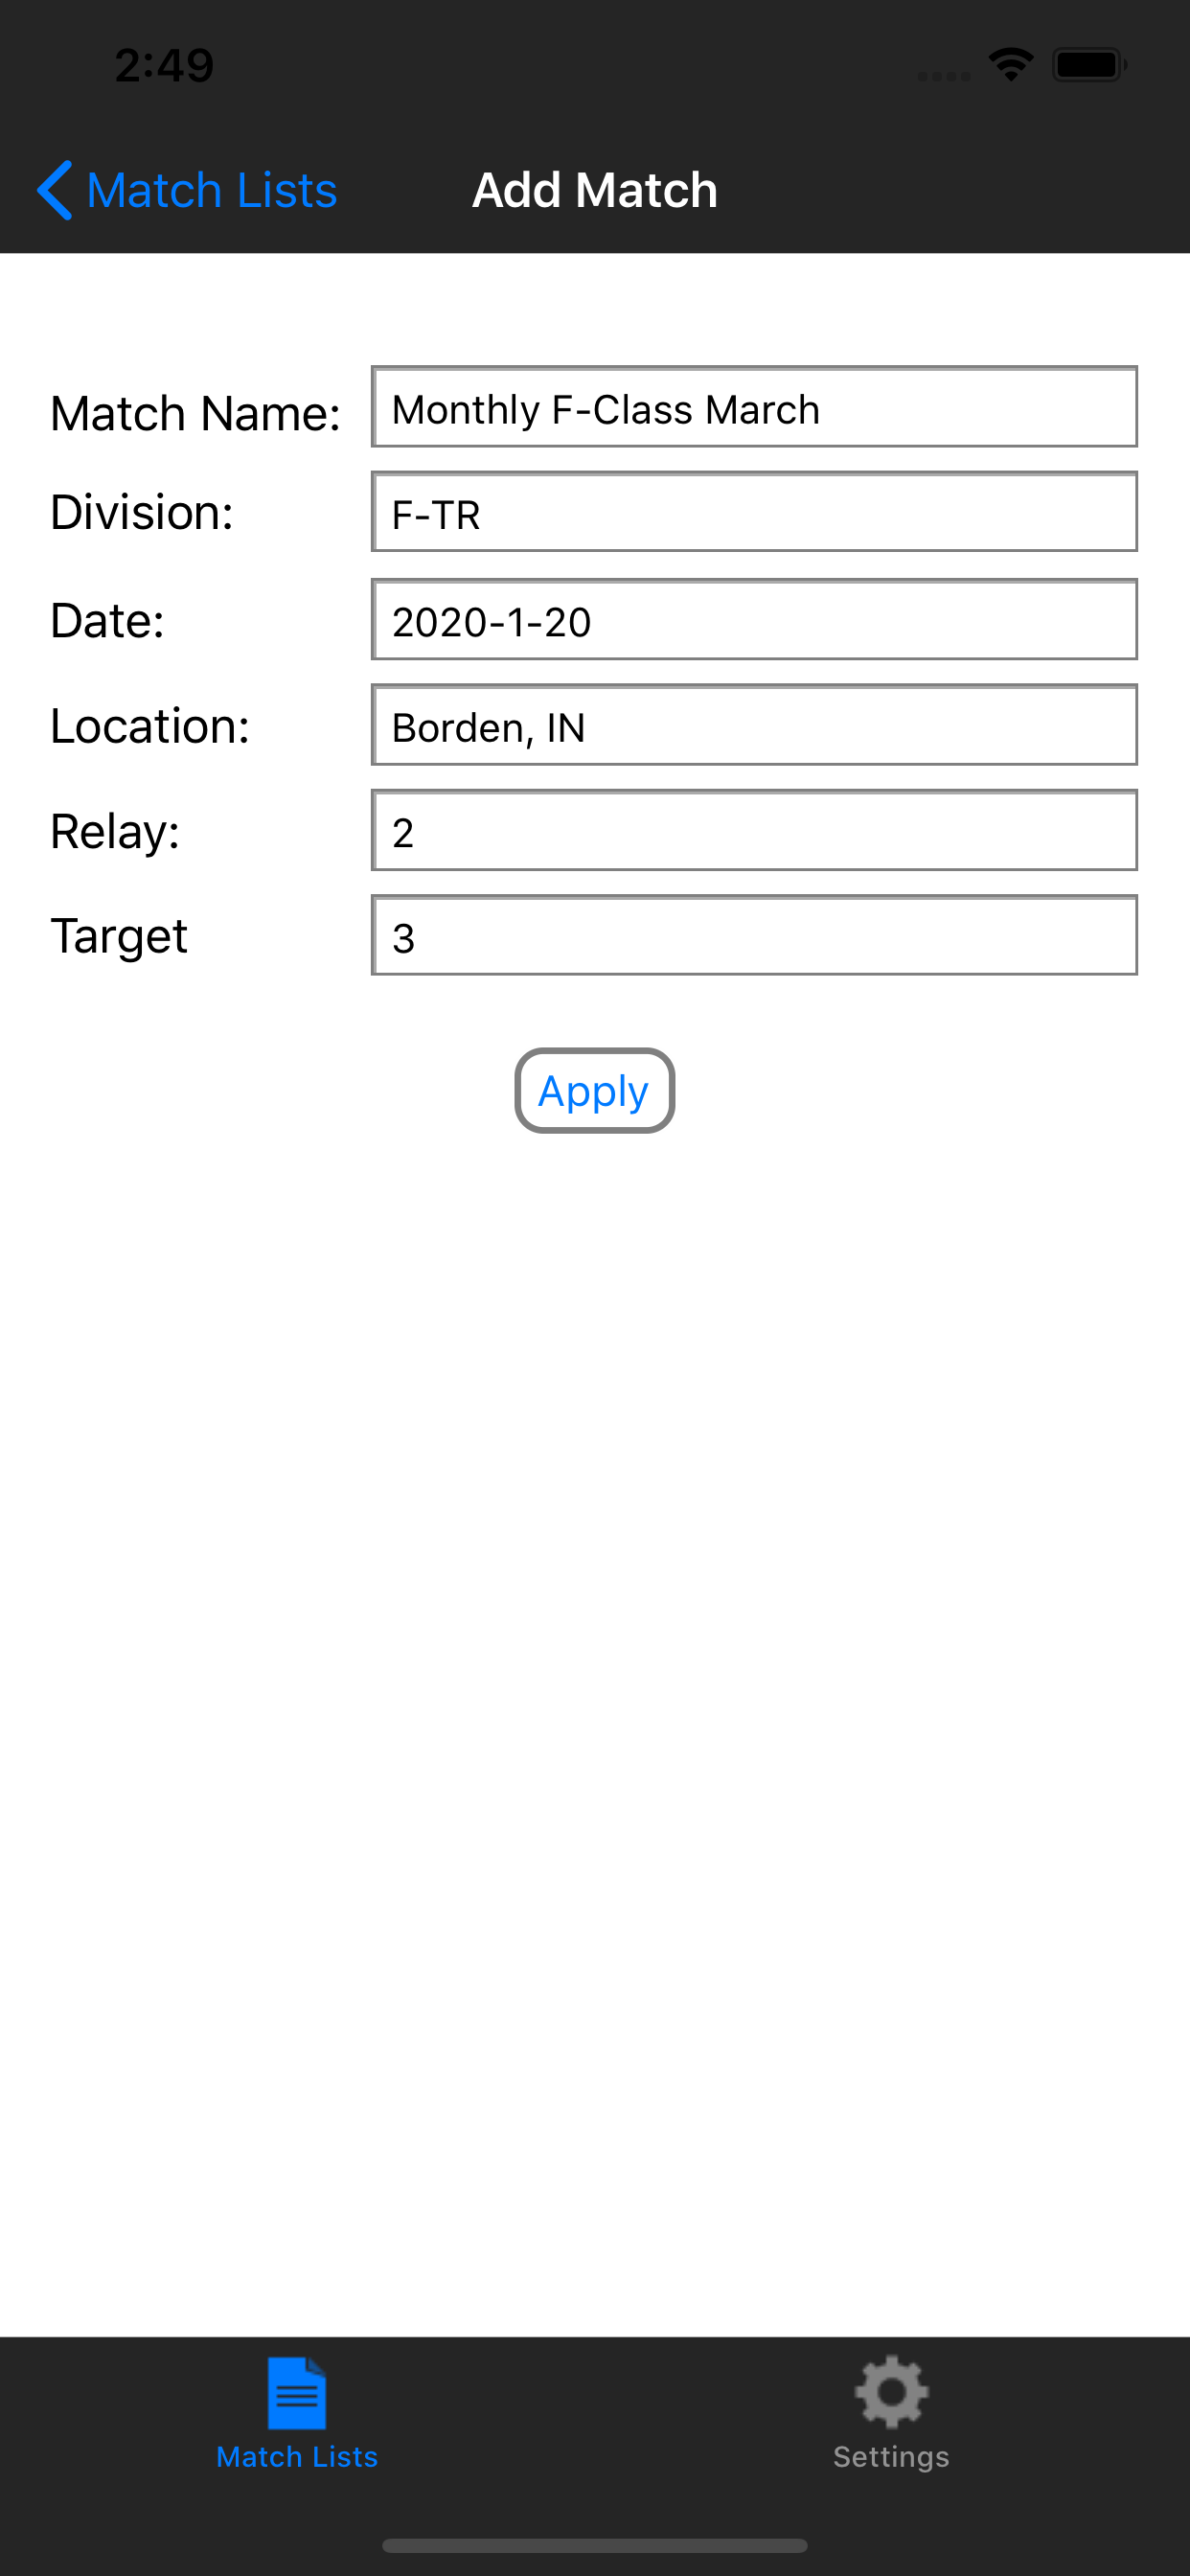 2:49
Match Lists Add Match
Match Name: Monthly F-Class March
Division: F-TR
Date: 2020-1-20
Location: Borden, IN
Relay: 2
Target 3
Apply
Match Lists Settings